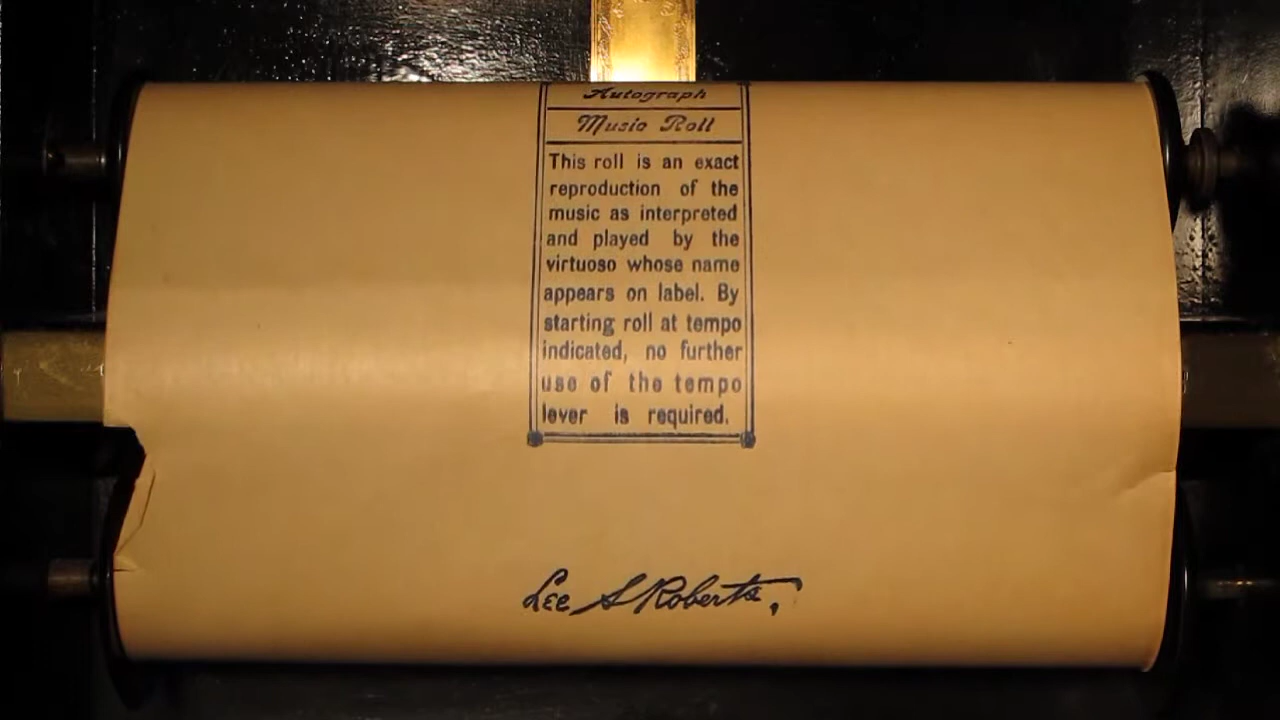 Autograph
Music Roll
This roll is an exact
reproduction of the
music as interpreted
and played by the
virtuoso whose name
appears on label. By
starting roll at tempo
indicated, no further
use of the tempo
lever is required.
Lee S Roberts.